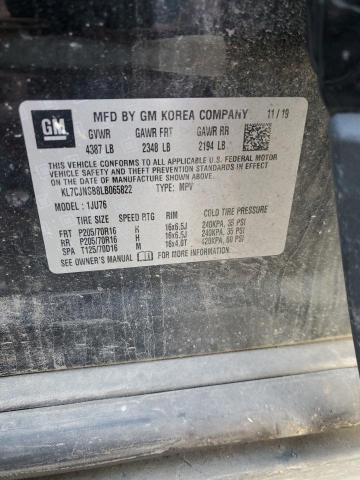 GM
MFD BY GM KOREA COMPANY 11/19
GVWR GAWR FRT GAWR RR
4387 LB 2348 LB 2194 LB
THIS VEHICLE CONFORMS TO ALL APPLICABLE U.S. FEDERAL MOTOR
VEHICLE SAFETY AND THEFT PREVENTION STANDARDS IN EFFECT
ON THE DATE OF MANUFACTURE SHOWN ABOVE.
KL7CJNSB8LB065822 TYPE: MPV
MODEL: 1JU76
TIRE SIZE SPEED RTG RIM COLD TIRE PRESSURE
FRT P205/70R16 H 16x6.5J 240KPA, 35 PSI
RR P205/70R16 H 16x6.5J 240KPA, 35 PSI
SPA T125/70D16 M 16x4.0T 420KPA, 60 PSI
SEE OWNER'S MANUAL FOR MORE INFORMATION.